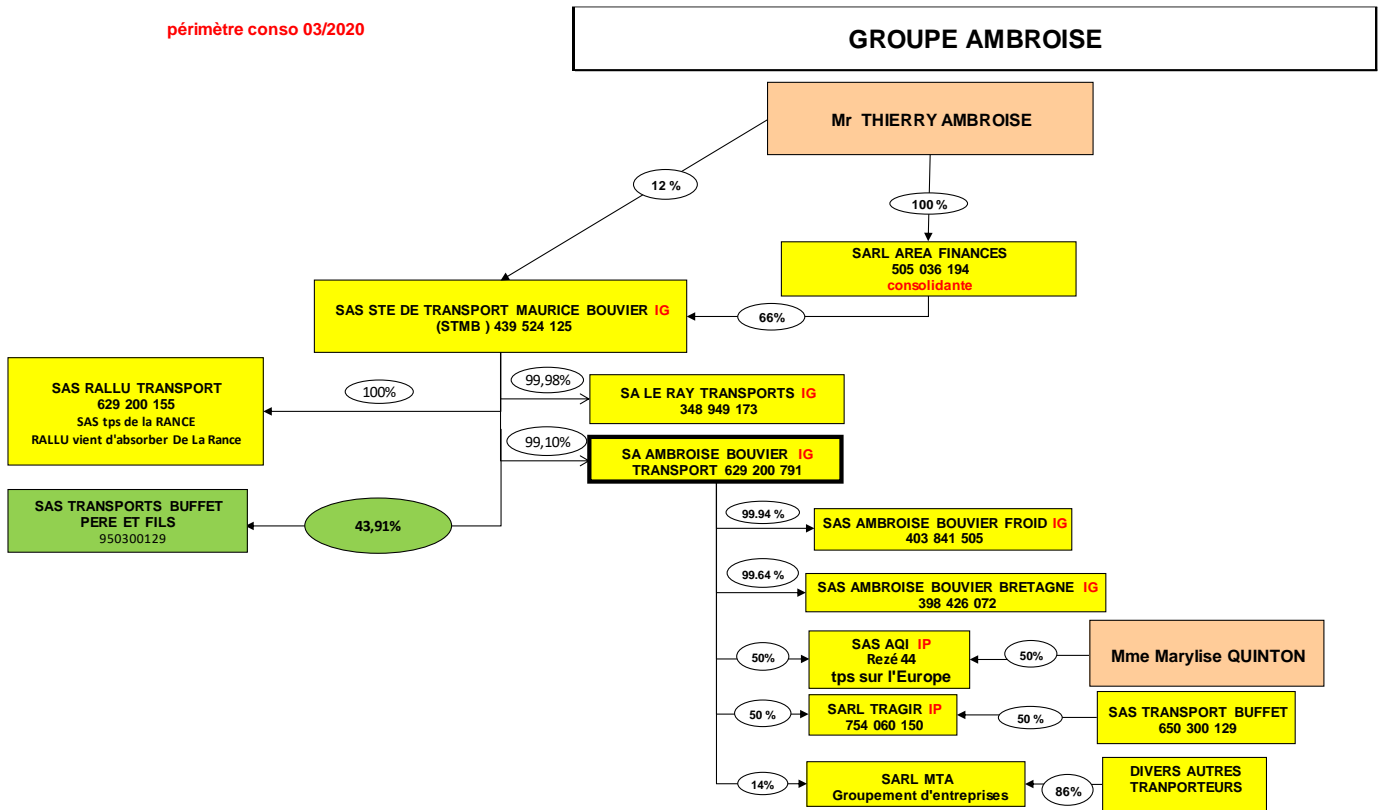 périmètre conso 03/2020
GROUPE AMBROISE
Mr THIERRY AMBROISE
12 %
100 %
SARL AREA FINANCES
505 036 194
consolidante
SAS STE DE TRANSPORT MAURICE BOUVIER IG
(STMB ) 439 524 125
66%
SAS RALLU TRANSPORT
629 200 155
SAS tps de la RANCE
RALLU vient d'absorber De La Rance
100%
99,98%
SA LE RAY TRANSPORTS IG
348 949 173
99,10%
SA AMBROISE BOUVIER IG
TRANSPORT 629 200 791
SAS TRANSPORTS BUFFET
PERE ET FILS
950300129
43,91%
99.94 %
SAS AMBROISE BOUVIER FROID IG
403 841 505
99.64 %
SAS AMBROISE BOUVIER BRETAGNE IG
398 426 072
50%
SAS AQI IP
Rezé 44
tps sur l'Europe
50%
Mme Marylise QUINTON
50 %
SARL TRAGIR IP
754 060 150
50 %
SAS TRANSPORT BUFFET
650 300 129
14%
SARL MTA
Groupement d'entreprises
86%
DIVERS AUTRES
TRANPORTEURS